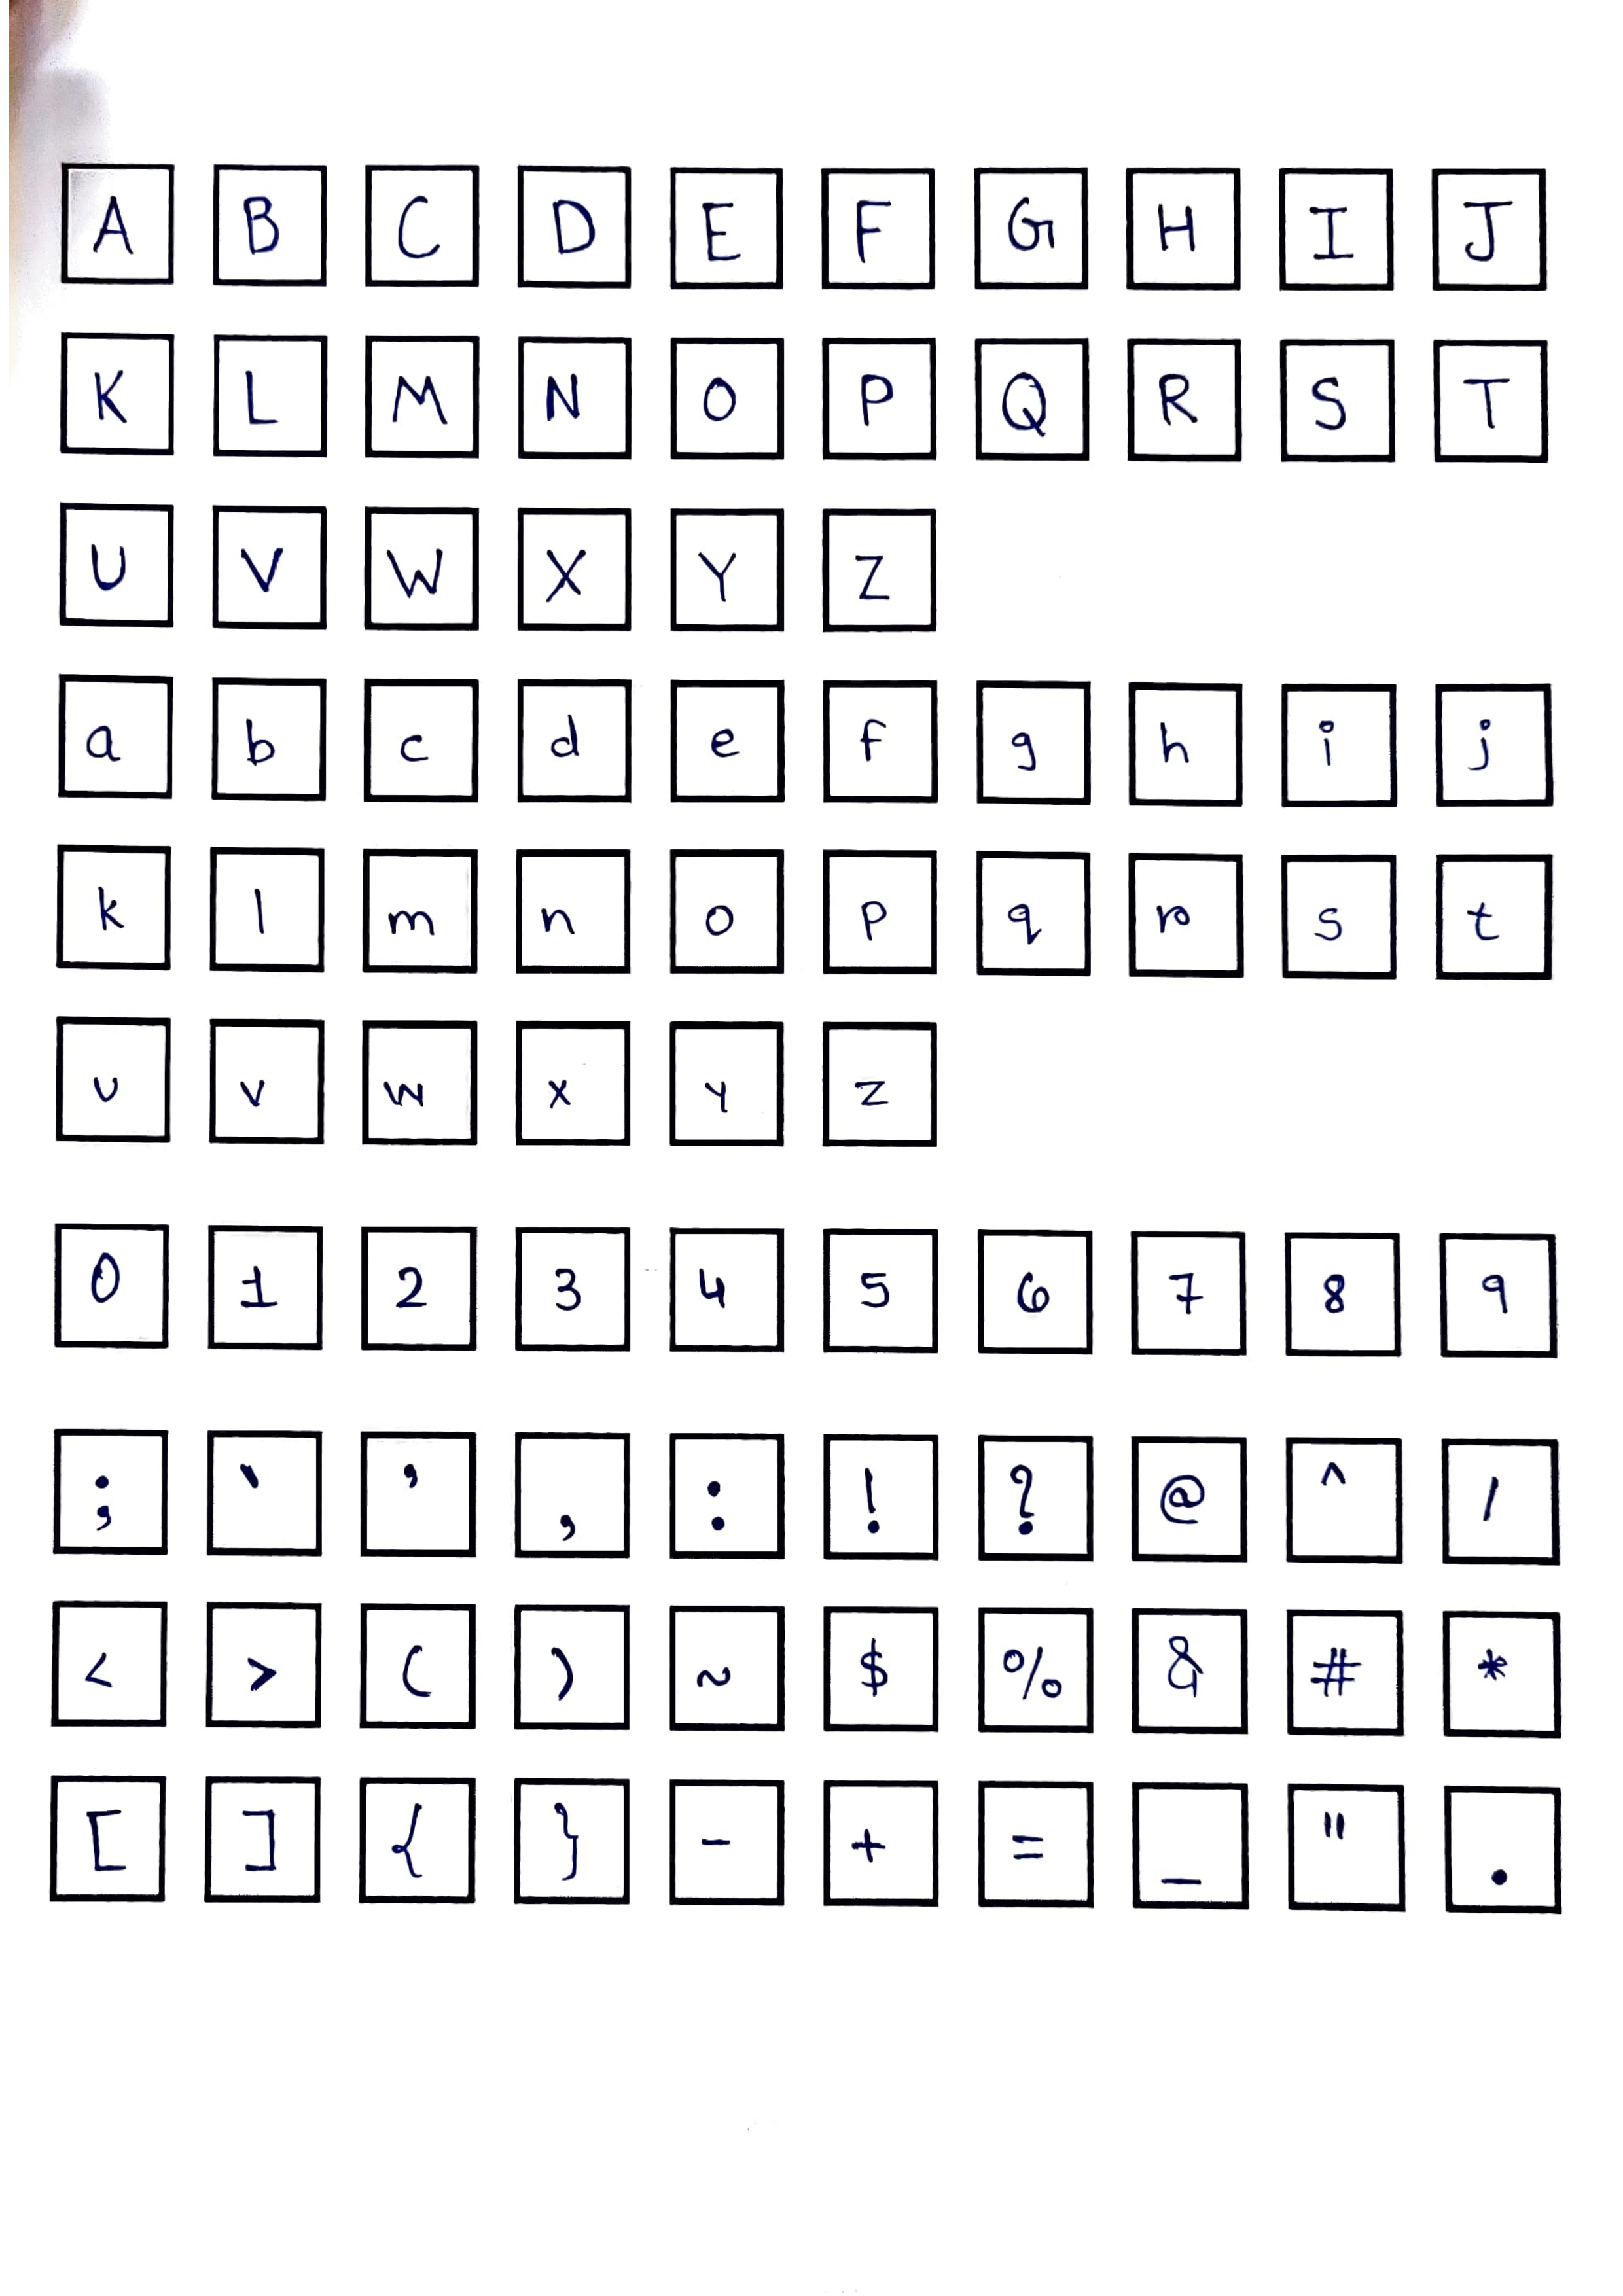 A B C D E F G H I J
K L M N O P Q R S T
U V W X Y Z
a b c d e f g h i j
k l m n o p q r s t
u v w x y z
0 1 2 3 4 5 6 7 8 9
; ` ' , : ! ? @ ^ /
< > ( ) ~ $ % & # *
[ ] { } - + = _ " .